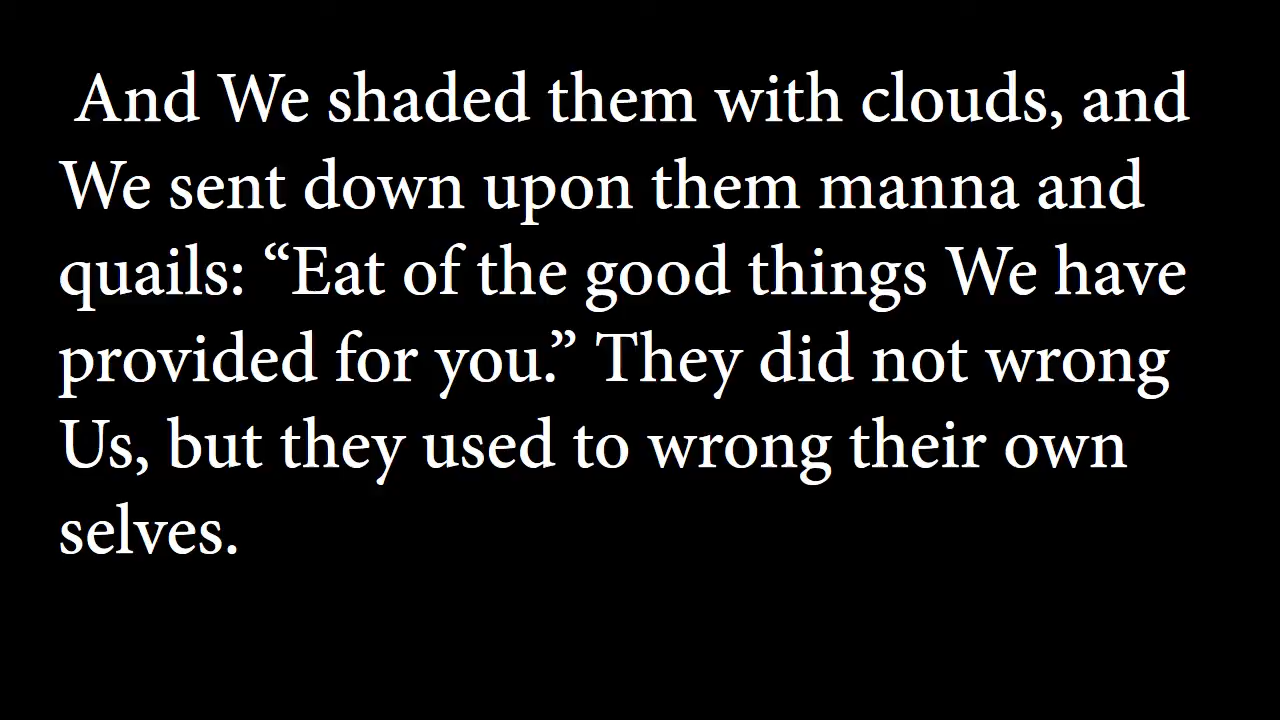 And We shaded them with clouds, and
We sent down upon them manna and
quails: “Eat of the good things We have
provided for you.” They did not wrong
Us, but they used to wrong their own
selves.